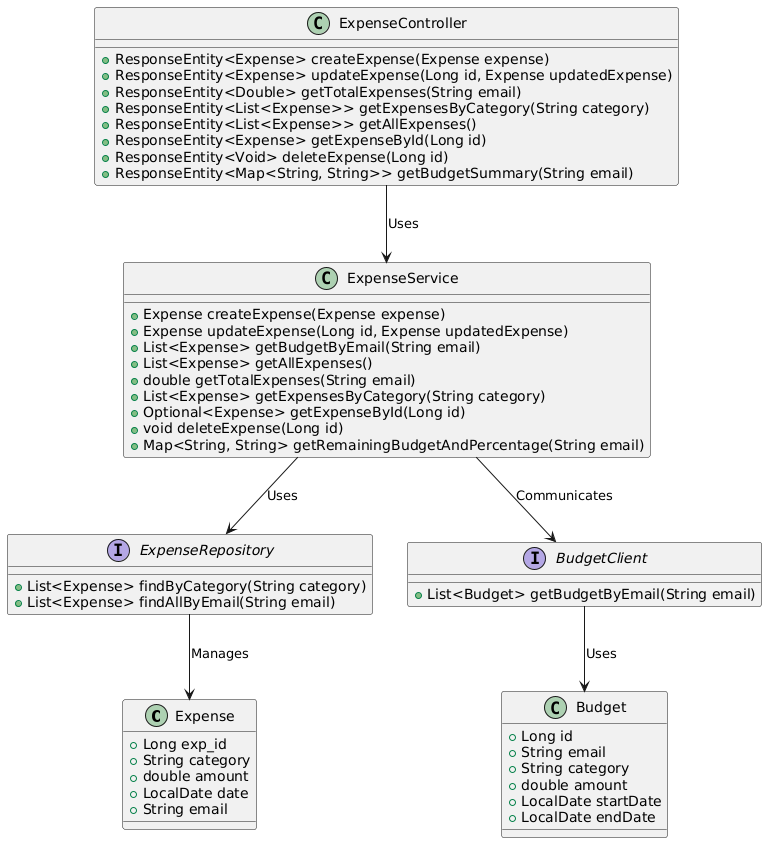 C ExpenseController
ResponseEntity<Expense> createExpense(Expense expense)
ResponseEntity<Expense> updateExpense(Long id, Expense updatedExpense)
ResponseEntity<Double> getTotalExpenses(String email)
ResponseEntity<List<Expense>> getExpensesByCategory(String category)
ResponseEntity<List<Expense>> getAllExpenses()
ResponseEntity<Expense> getExpenseById(Long id)
ResponseEntity<Void> deleteExpense(Long id)
ResponseEntity<Map<String, String>> getBudgetSummary(String email)
Uses
C ExpenseService
Expense createExpense(Expense expense)
Expense updateExpense(Long id, Expense updatedExpense)
List<Expense> getBudgetByEmail(String email)
List<Expense> getAllExpenses()
double getTotalExpenses(String email)
List<Expense> getExpensesByCategory(String category)
Optional<Expense> getExpenseById(Long id)
void deleteExpense(Long id)
Map<String, String> getRemainingBudgetAndPercentage(String email)
Uses
Communicates
I ExpenseRepository
List<Expense> findByCategory(String category)
List<Expense> findAllByEmail(String email)
I BudgetClient
List<Budget> getBudgetByEmail(String email)
Manages
Uses
C Expense
Long exp_id
String category
double amount
LocalDate date
String email
C Budget
Long id
String email
String category
double amount
LocalDate startDate
LocalDate endDate